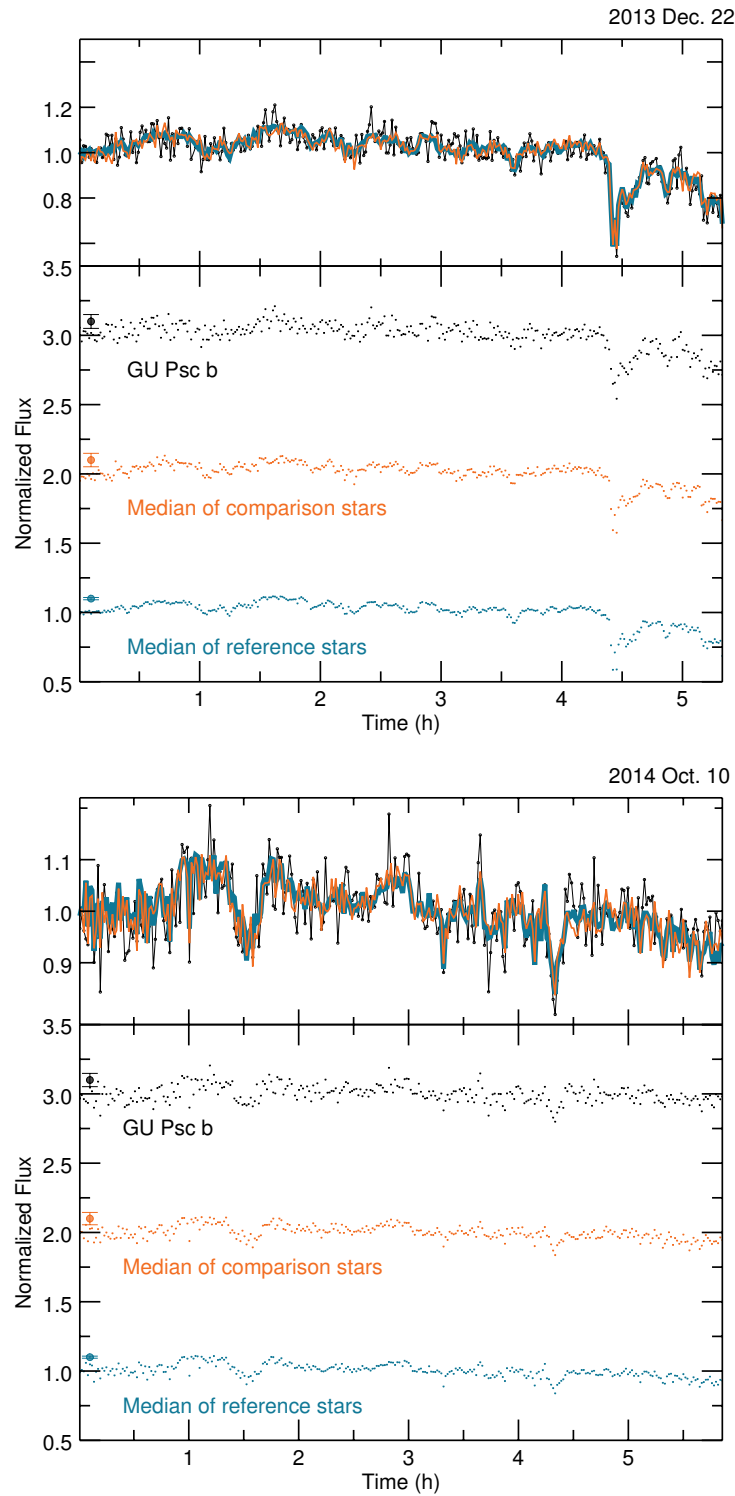 2013 Dec. 22
1.2
1.0
0.8
3.5
3.0
GU Psc b
2.5
2.0
Median of comparison stars
1.5
1.0
Median of reference stars
0.5
Normalized Flux
1 2 3 4 5
Time (h)
2014 Oct. 10
1.1
1.0
0.9
3.5
3.0
GU Psc b
2.5
2.0
Median of comparison stars
1.5
1.0
Median of reference stars
0.5
Normalized Flux
1 2 3 4 5
Time (h)